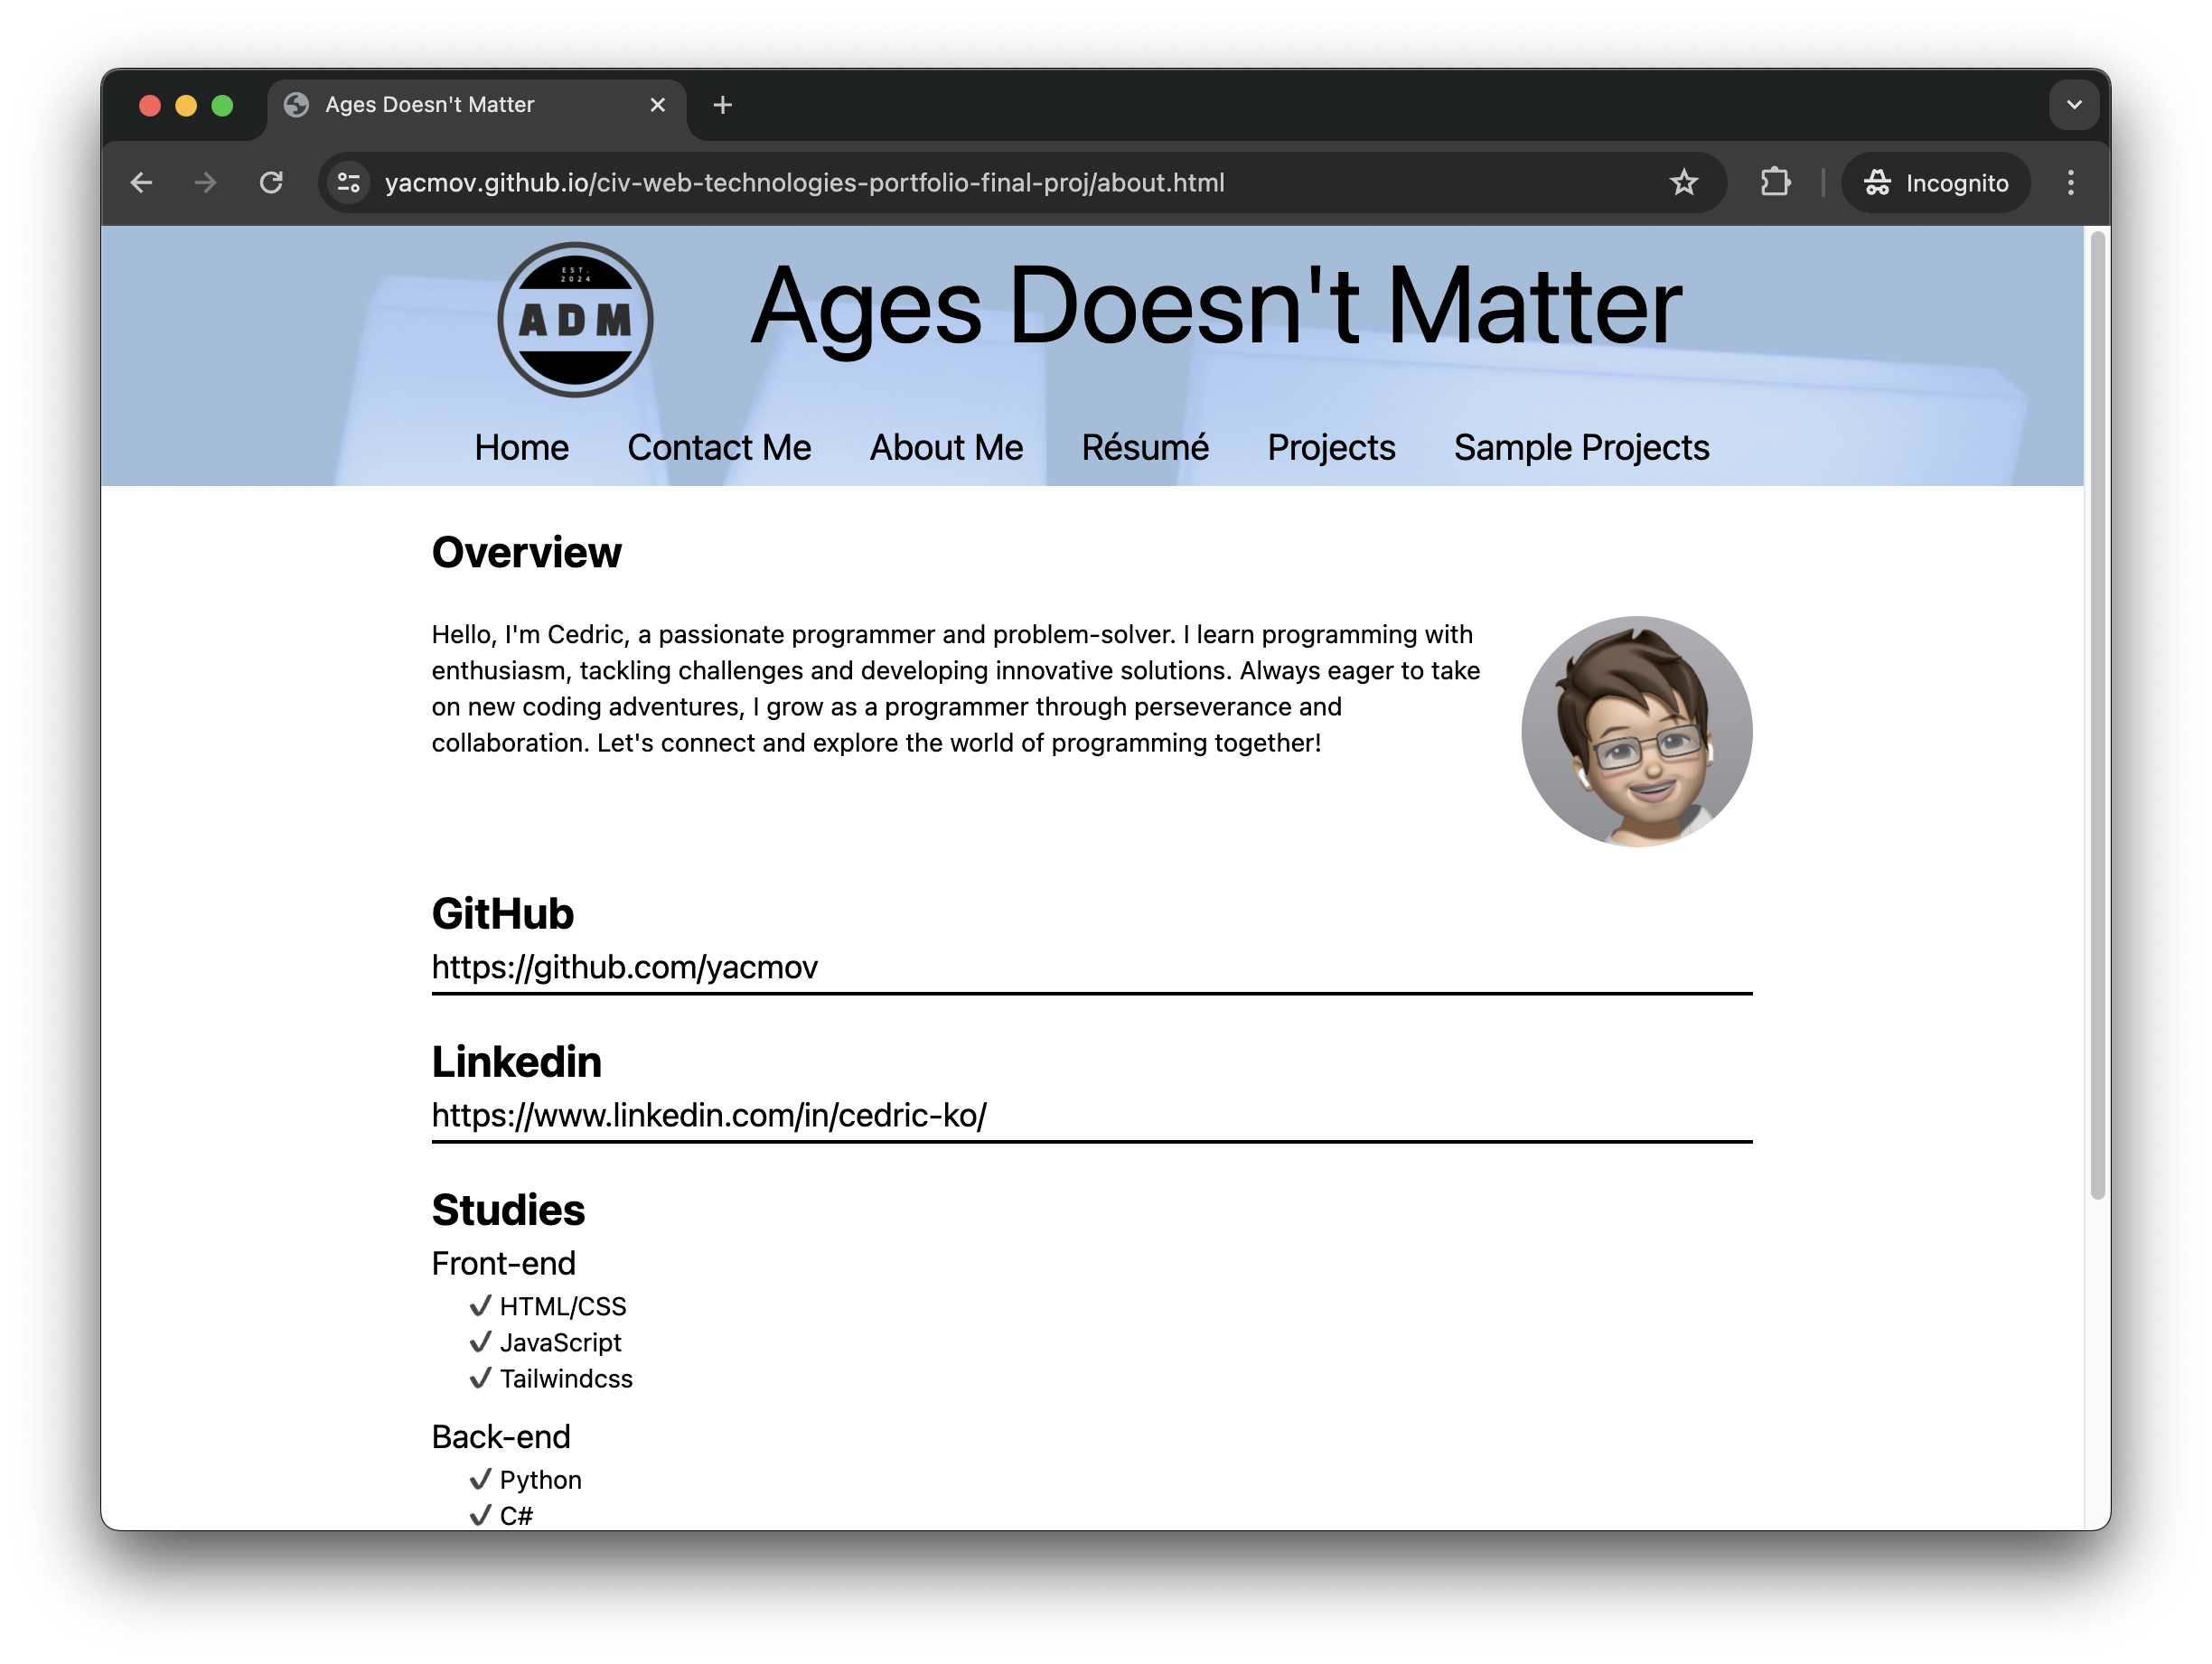 Ages Doesn't Matter
yacmov.github.io/civ-web-technologies-portfolio-final-proj/about.html
Incognito
EST.
2024
ADM
Ages Doesn't Matter
Home Contact Me About Me Résumé Projects Sample Projects
Overview
Hello, I'm Cedric, a passionate programmer and problem-solver. I learn programming with
enthusiasm, tackling challenges and developing innovative solutions. Always eager to take
on new coding adventures, I grow as a programmer through perseverance and
collaboration. Let's connect and explore the world of programming together!
GitHub
https://github.com/yacmov
Linkedin
https://www.linkedin.com/in/cedric-ko/
Studies
Front-end
✔ HTML/CSS
✔ JavaScript
✔ Tailwindcss
Back-end
✔ Python
✔ C#